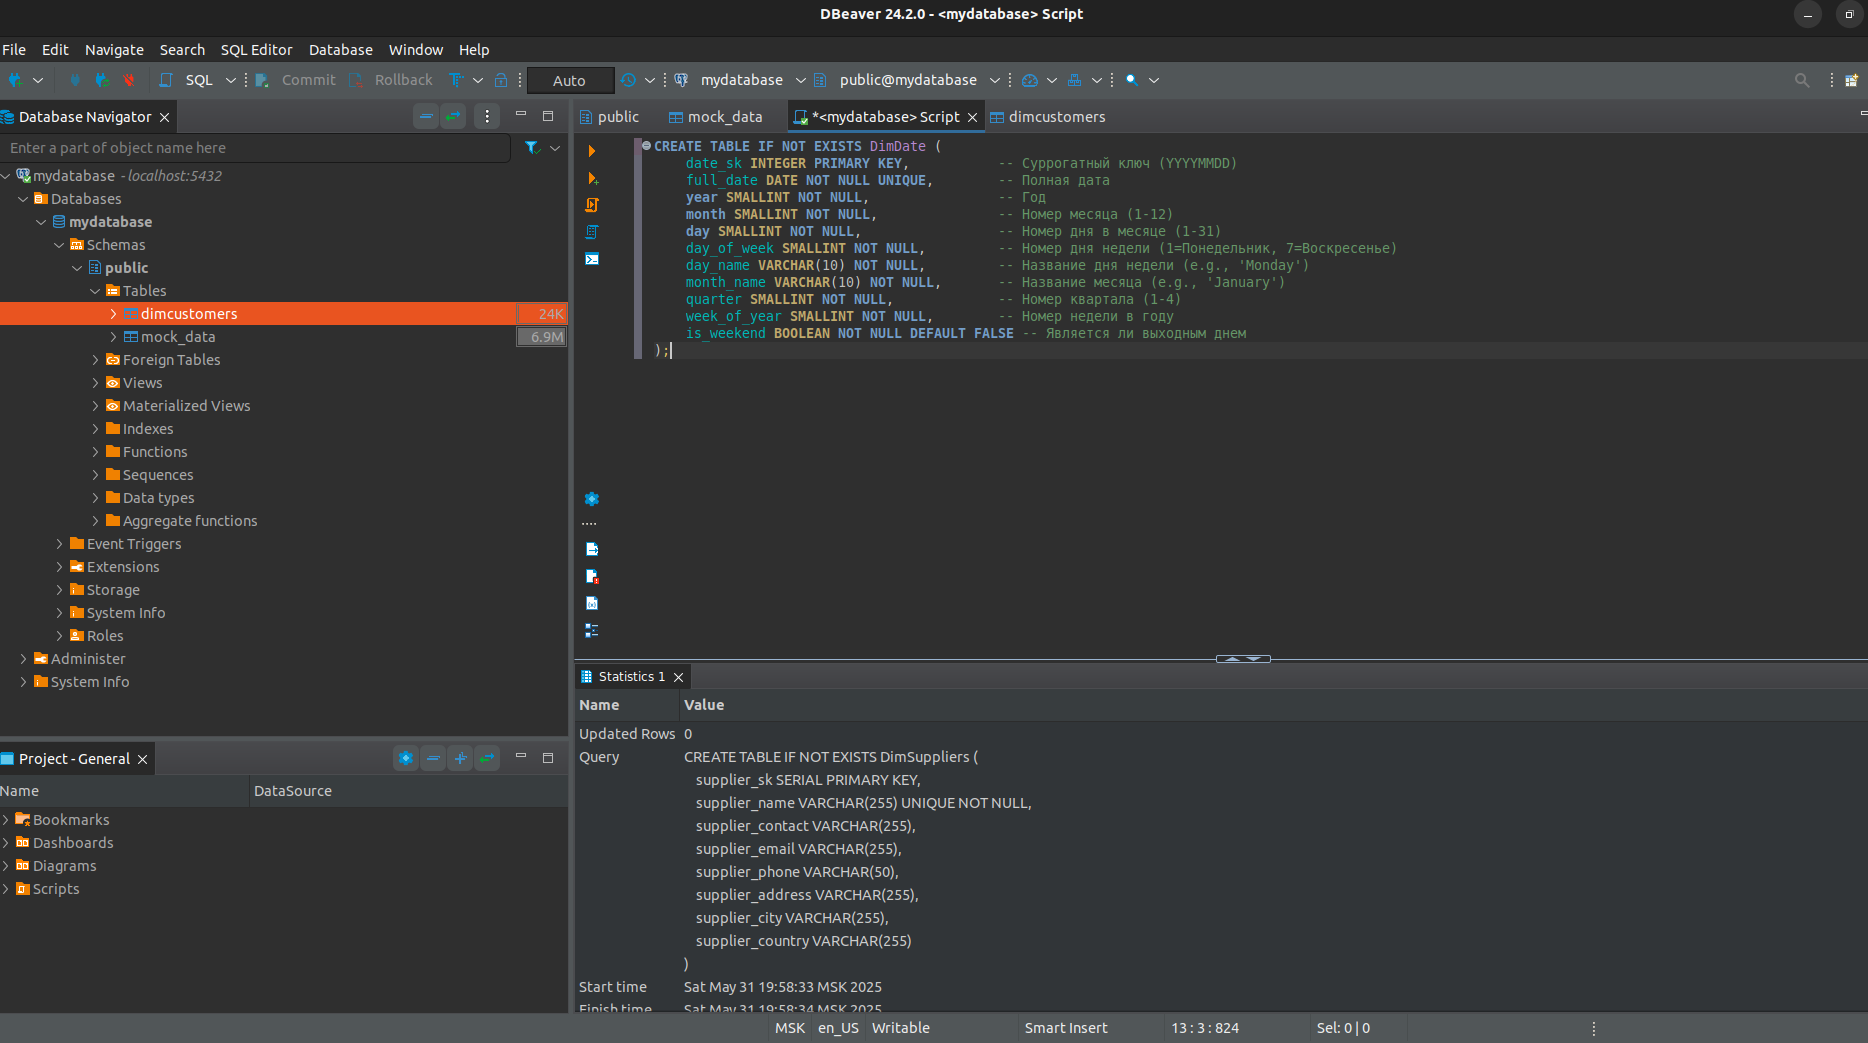 DBeaver 24.2.0 - <mydatabase> Script
File Edit Navigate Search SQL Editor Database Window Help
SQL Commit Rollback Auto mydatabase public@mydatabase
Database Navigator
Enter a part of object name here
mydatabase - localhost:5432
Databases
mydatabase
Schemas
public
Tables
dimcustomers 24K
mock_data 6.9M
Foreign Tables
Views
Materialized Views
Indexes
Functions
Sequences
Data types
Aggregate functions
Event Triggers
Extensions
Storage
System Info
Roles
Administer
System Info
Project - General
Name DataSource
Bookmarks
Dashboards
Diagrams
Scripts
public mock_data *<mydatabase> Script dimcustomers
CREATE TABLE IF NOT EXISTS DimDate (
date_sk INTEGER PRIMARY KEY, -- Суррогатный ключ (YYYYMMDD)
full_date DATE NOT NULL UNIQUE, -- Полная дата
year SMALLINT NOT NULL, -- Год
month SMALLINT NOT NULL, -- Номер месяца (1-12)
day SMALLINT NOT NULL, -- Номер дня в месяце (1-31)
day_of_week SMALLINT NOT NULL, -- Номер дня недели (1=Понедельник, 7=Воскресенье)
day_name VARCHAR(10) NOT NULL, -- Название дня недели (e.g., 'Monday')
month_name VARCHAR(10) NOT NULL, -- Название месяца (e.g., 'January')
quarter SMALLINT NOT NULL, -- Номер квартала (1-4)
week_of_year SMALLINT NOT NULL, -- Номер недели в году
is_weekend BOOLEAN NOT NULL DEFAULT FALSE -- Является ли выходным днем
);
Statistics 1
Name Value
Updated Rows 0
Query CREATE TABLE IF NOT EXISTS DimSuppliers (
supplier_sk SERIAL PRIMARY KEY,
supplier_name VARCHAR(255) UNIQUE NOT NULL,
supplier_contact VARCHAR(255),
supplier_email VARCHAR(255),
supplier_phone VARCHAR(50),
supplier_address VARCHAR(255),
supplier_city VARCHAR(255),
supplier_country VARCHAR(255)
)
Start time Sat May 31 19:58:33 MSK 2025
Finish time Sat May 31 19:58:34 MSK 2025
MSK en_US Writable Smart Insert 13 : 3 : 824 Sel: 0 | 0